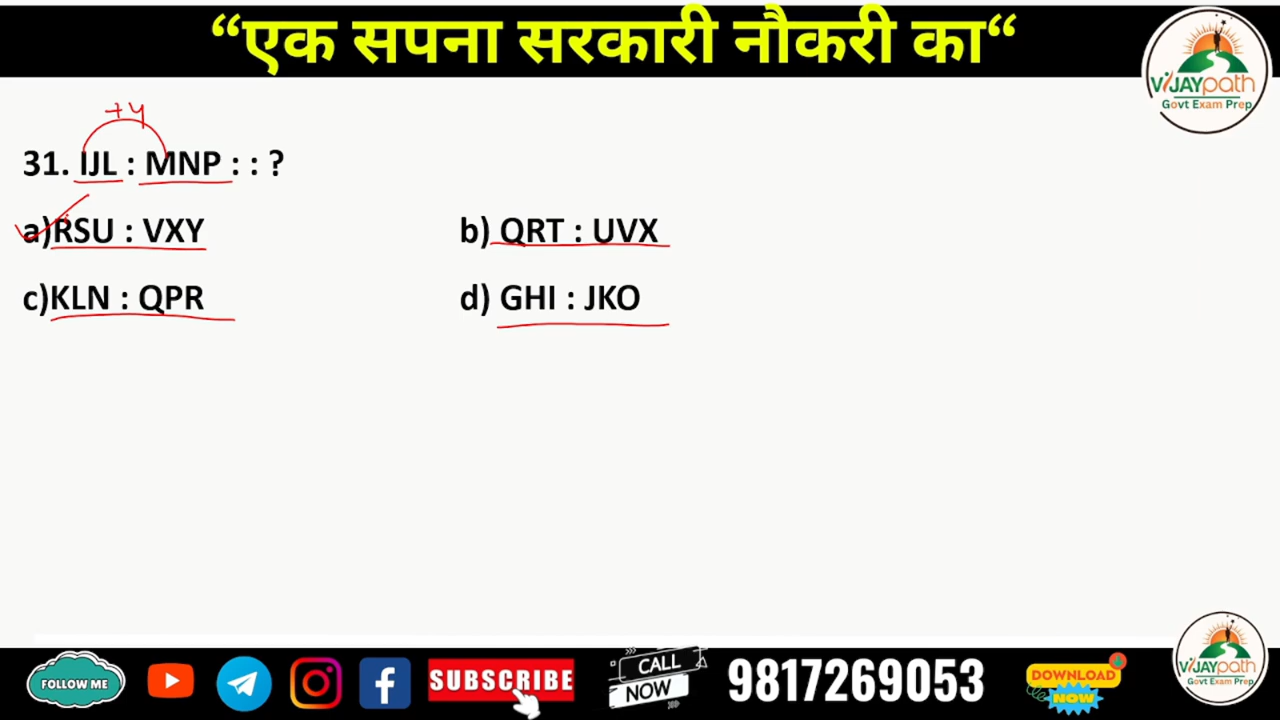 “एक सपना सरकारी नौकरी का“
VIJAYpath
Govt Exam Prep
+4
31. IJL : MNP : : ?
a)RSU : VXY
b) QRT : UVX
c)KLN : QPR
d) GHI : JKO
VIJAYpath
Govt Exam Prep
FOLLOW ME
SUBSCRIBE
CALL
NOW
9817269053
DOWNLOAD
NOW